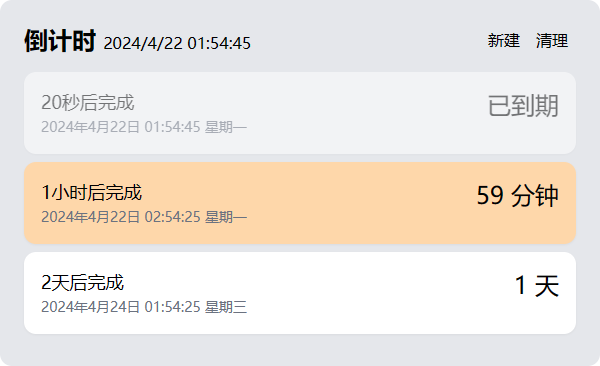 倒计时 2024/4/22 01:54:45 新建 清理
20秒后完成 已到期
2024年4月22日 01:54:45 星期一
1小时后完成 59 分钟
2024年4月22日 02:54:25 星期一
2天后完成 1 天
2024年4月24日 01:54:25 星期三